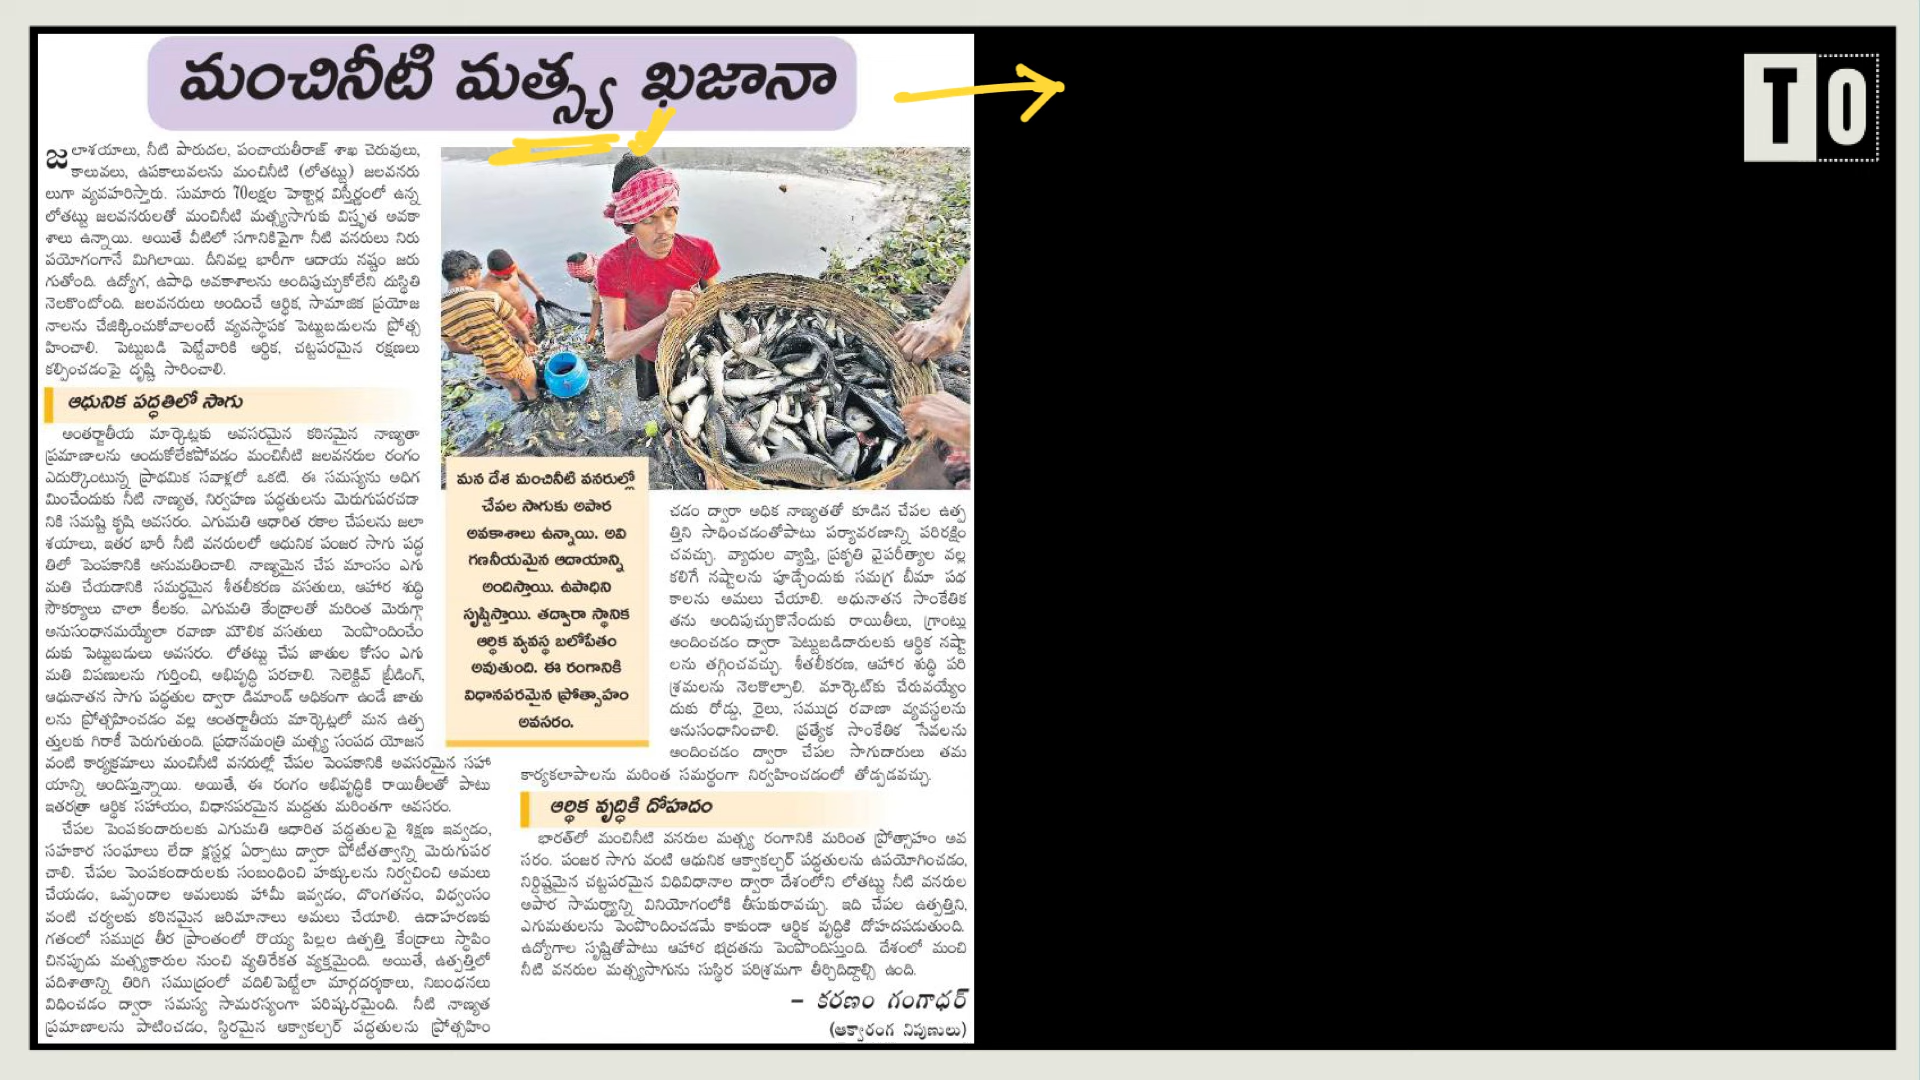 మంచినీటి మత్స్య ఖజానా
TO
జలాశయాలు, నీటి పారుదల, పంచాయతీరాజ్ శాఖ చెరువులు,
కాలువలు, ఉపకాలువలను మంచినీటి (లోతట్టు) జలవనరు
లుగా వ్యవహరిస్తారు. సుమారు 70లక్షల హెక్టార్ల విస్తీర్ణంలో ఉన్న
లోతట్టు జలవనరులతో మంచినీటి మత్స్యసాగుకు విస్తృత అవకా
శాలు ఉన్నాయి. అయితే వీటిలో సగానికిపైగా నీటి వనరులు నిరు
పయోగంగానే మిగిలాయి. దీనివల్ల భారీగా ఆదాయ నష్టం జరు
గుతోంది. ఉద్యోగ, ఉపాధి అవకాశాలను అందిపుచ్చుకోలేని దుస్థితి
నెలకొంటోంది. జలవనరులు అందించే ఆర్థిక, సామాజిక ప్రయోజ
నాలను చేజిక్కించుకోవాలంటే వ్యవస్థాపక పెట్టుబడులను ప్రోత్స
హించాలి. పెట్టుబడి పెట్టేవారికి ఆర్థిక, చట్టపరమైన రక్షణలు
కల్పించడంపై దృష్టి సారించాలి.
ఆధునిక పద్ధతిలో సాగు
అంతర్జాతీయ మార్కెట్లకు అవసరమైన కఠినమైన నాణ్యతా
ప్రమాణాలను అందుకోలేకపోవడం మంచినీటి జలవనరుల రంగం
ఎదుర్కొంటున్న ప్రాథమిక సవాళ్లలో ఒకటి. ఈ సమస్యను అధిగ
మించేందుకు నీటి నాణ్యత, నిర్వహణ పద్ధతులను మెరుగుపరచడా
నికి సమష్టి కృషి అవసరం. ఎగుమతి ఆధారిత రకాల చేపలను జలా
శయాలు, ఇతర భారీ నీటి వనరులలో ఆధునిక పంజర సాగు పద్ధ
తిలో పెంపకానికి అనుమతించాలి. నాణ్యమైన చేప మాంసం ఎగు
మతి చేయడానికి సమర్థమైన శీతలీకరణ వసతులు, ఆహార శుద్ధి
సౌకర్యాలు చాలా కీలకం. ఎగుమతి కేంద్రాలతో మరింత మెరుగ్గా
అనుసంధానమయ్యేలా రవాణా మౌలిక వసతులు పెంపొందించేం
దుకు పెట్టుబడులు అవసరం. లోతట్టు చేప జాతుల కోసం ఎగు
మతి విపణులను గుర్తించి, అభివృద్ధి పరచాలి. సెలెక్టివ్ బ్రీడింగ్,
ఆధునాతన సాగు పద్ధతుల ద్వారా డిమాండ్ అధికంగా ఉండే జాతు
లను ప్రోత్సహించడం వల్ల అంతర్జాతీయ మార్కెట్లలో మన ఉత్ప
త్తులకు గిరాకీ పెరుగుతుంది. ప్రధానమంత్రి మత్స్య సంపద యోజన
వంటి కార్యక్రమాలు మంచినీటి వనరుల్లో చేపల పెంపకానికి అవసరమైన సహా
యాన్ని అందిస్తున్నాయి. అయితే, ఈ రంగం అభివృద్ధికి రాయితీలతో పాటు
ఇతరత్రా ఆర్థిక సహాయం, విధానపరమైన మద్దతు మరింతగా అవసరం.
చేపల పెంపకందారులకు ఎగుమతి ఆధారిత పద్ధతులపై శిక్షణ ఇవ్వడం,
సహకార సంఘాలు లేదా క్లస్టర్ల ఏర్పాటు ద్వారా పోటీతత్వాన్ని మెరుగుపర
చాలి. చేపల పెంపకందారులకు సంబంధించి హక్కులను నిర్వచించి అమలు
చేయడం, ఒప్పందాల అమలుకు హామీ ఇవ్వడం, దొంగతనం, విధ్వంసం
వంటి చర్యలకు కఠినమైన జరిమానాలు అమలు చేయాలి. ఉదాహరణకు
గతంలో సముద్ర తీర ప్రాంతంలో రొయ్య పిల్లల ఉత్పత్తి కేంద్రాలు స్థాపిం
చినప్పుడు మత్స్యకారుల నుంచి వ్యతిరేకత వ్యక్తమైంది. అయితే, ఉత్పత్తిలో
పదిశాతాన్ని తిరిగి సముద్రంలో వదిలిపెట్టేలా మార్గదర్శకాలు, నిబంధనలు
విధించడం ద్వారా సమస్య సామరస్యంగా పరిష్కరమైంది. నీటి నాణ్యత
ప్రమాణాలను పాటించడం, స్థిరమైన ఆక్వాకల్చర్ పద్ధతులను ప్రోత్సహిం
మన దేశ మంచినీటి వనరుల్లో
చేపల సాగుకు అపార
అవకాశాలు ఉన్నాయి. అవి
గణనీయమైన ఆదాయాన్ని
అందిస్తాయి. ఉపాధిని
సృష్టిస్తాయి. తద్వారా స్థానిక
ఆర్థిక వ్యవస్థ బలోపేతం
అవుతుంది. ఈ రంగానికి
విధానపరమైన ప్రోత్సాహం
అవసరం.
చడం ద్వారా అధిక నాణ్యతతో కూడిన చేపల ఉత్ప
త్తిని సాధించడంతోపాటు పర్యావరణాన్ని పరిరక్షిం
చవచ్చు. వ్యాధుల వ్యాప్తి, ప్రకృతి వైపరీత్యాల వల్ల
కలిగే నష్టాలను పూడ్చేందుకు సమగ్ర బీమా పథ
కాలను అమలు చేయాలి. అధునాతన సాంకేతిక
తను అందిపుచ్చుకొనేందుకు రాయితీలు, గ్రాంట్లు
అందించడం ద్వారా పెట్టుబడిదారులకు ఆర్థిక నష్టా
లను తగ్గించవచ్చు. శీతలీకరణ, ఆహార శుద్ధి పరి
శ్రమలను నెలకొల్పాలి. మార్కెట్‌కు చేరువయ్యేం
దుకు రోడ్డు, రైలు, సముద్ర రవాణా వ్యవస్థలను
అనుసంధానించాలి. ప్రత్యేక సాంకేతిక సేవలను
అందించడం ద్వారా చేపల సాగుదారులు తమ
కార్యకలాపాలను మరింత సమర్థంగా నిర్వహించడంలో తోడ్పడవచ్చు.
ఆర్థిక వృద్ధికి దోహదం
భారత్‌లో మంచినీటి వనరుల మత్స్య రంగానికి మరింత ప్రోత్సాహం అవ
సరం. పంజర సాగు వంటి ఆధునిక ఆక్వాకల్చర్ పద్ధతులను ఉపయోగించడం,
నిర్దిష్టమైన చట్టపరమైన విధివిధానాల ద్వారా దేశంలోని లోతట్టు నీటి వనరుల
అపార సామర్థ్యాన్ని వినియోగంలోకి తీసుకురావచ్చు. ఇది చేపల ఉత్పత్తిని,
ఎగుమతులను పెంపొందించడమే కాకుండా ఆర్థిక వృద్ధికి దోహదపడుతుంది.
ఉద్యోగాల సృష్టితోపాటు ఆహార భద్రతను పెంపొందిస్తుంది. దేశంలో మంచి
నీటి వనరుల మత్స్యసాగును సుస్థిర పరిశ్రమగా తీర్చిదిద్దాల్సి ఉంది.
– కరణం గంగాధర్
(ఆక్వారంగ నిపుణులు)